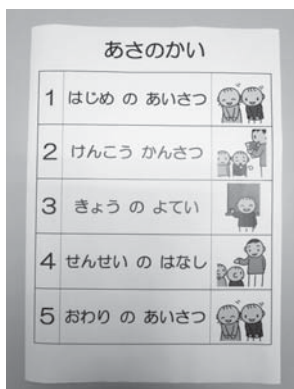 あさのかい
1 はじめ の あいさつ
2 けんこう かんさつ
3 きょう の よてい
4 せんせい の はなし
5 おわり の あいさつ